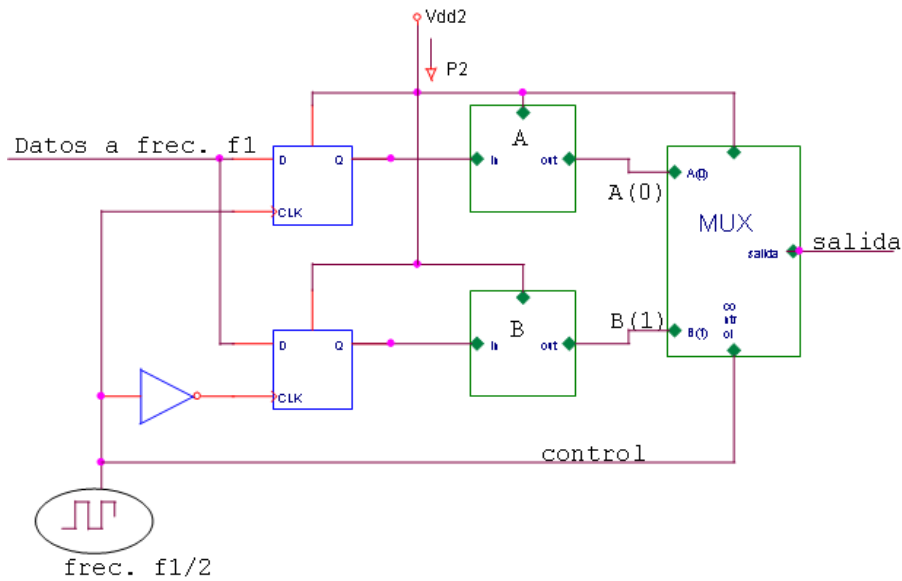 Vdd2
P2
Datos a frec. f1
D
Q
CLK
A
In
out
A(0)
A(0)
MUX
salida
salida
co
ntr
ol
B(1)
B(1)
D
Q
CLK
B
In
out
control
frec. f1/2